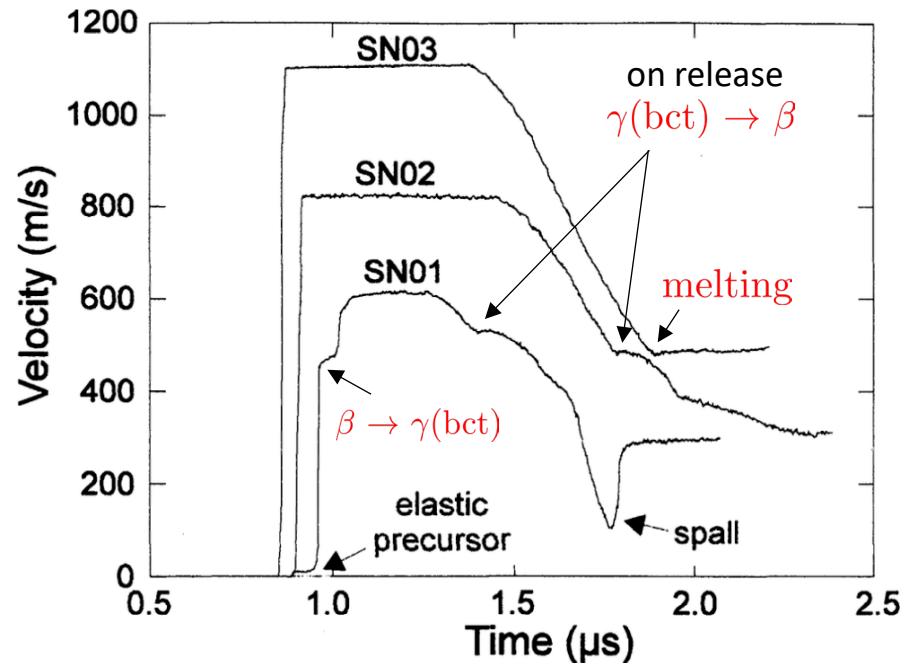 1200
1000
800
600
400
200
0
0.5
1.0
1.5
2.0
2.5
Velocity (m/s)
Time (µs)
SN03
SN02
SN01
on release
γ(bct) → β
melting
β → γ(bct)
elastic
precursor
spall